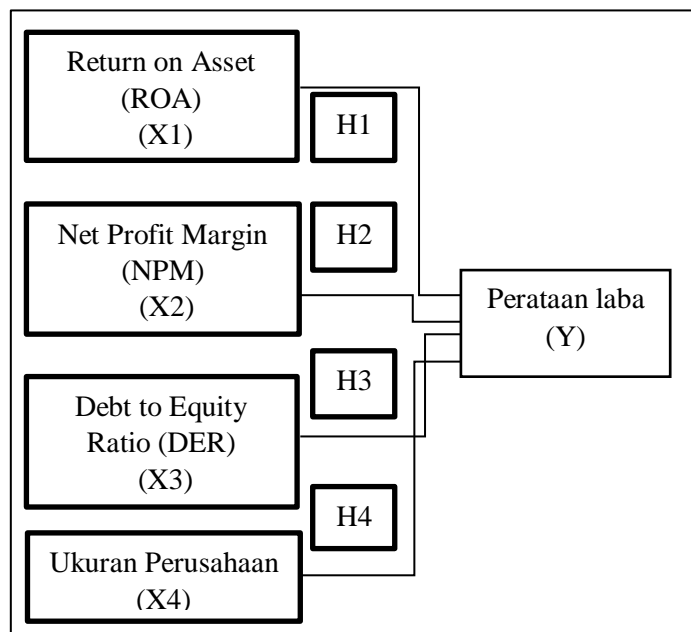 Return on Asset
(ROA)
(X1)
H1
Net Profit Margin
(NPM)
(X2)
H2
Perataan laba
(Y)
Debt to Equity
Ratio (DER)
(X3)
H3
H4
Ukuran Perusahaan
(X4)